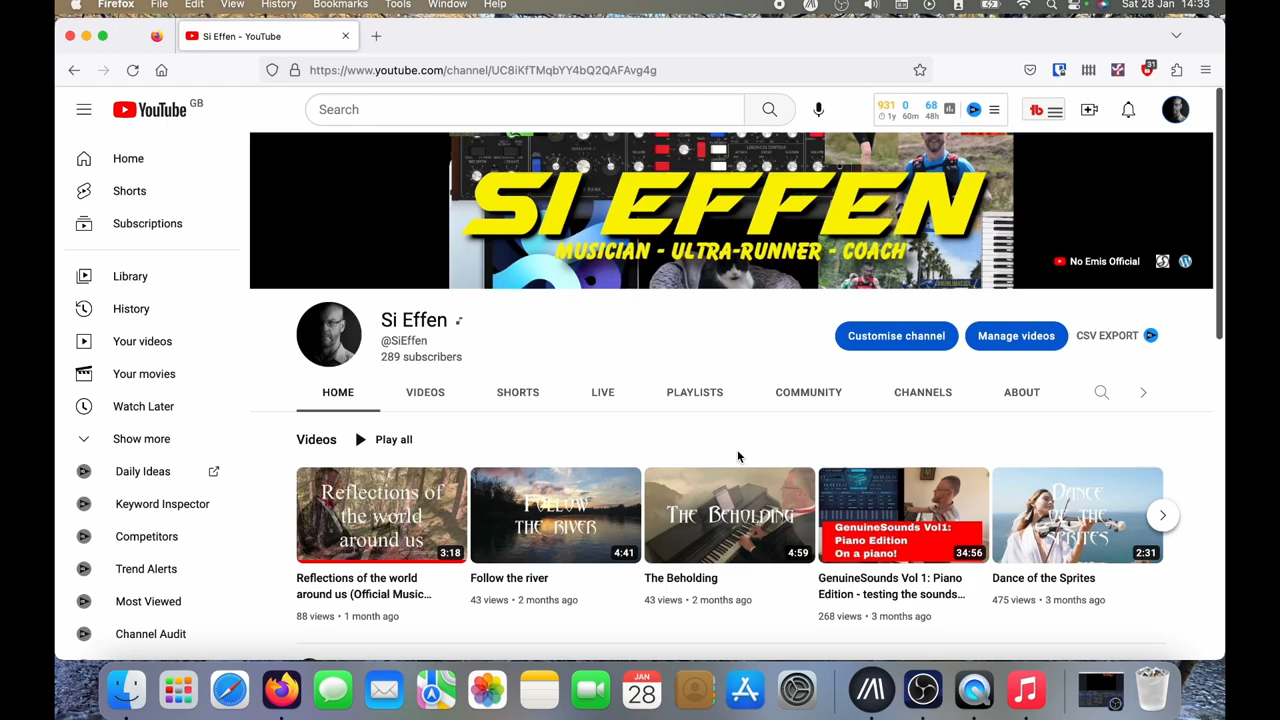 Firefox File Edit View History Bookmarks Tools Window Help Sat 28 Jan 14:33
Si Effen - YouTube
https://www.youtube.com/channel/UC8iKfTMqbYY4bQ2QAFAvg4g
31
YouTube GB
Search
931 0 68
1y 60m 48h
Home
Shorts
Subscriptions
Library
History
Your videos
Your movies
Watch Later
Show more
Daily Ideas
Keyword Inspector
Competitors
Trend Alerts
Most Viewed
Channel Audit
SI EFFEN
MUSICIAN - ULTRA-RUNNER - COACH
No Emis Official
Si Effen
@SiEffen
289 subscribers
Customise channel
Manage videos
CSV EXPORT
HOME VIDEOS SHORTS LIVE PLAYLISTS COMMUNITY CHANNELS ABOUT
Videos Play all
Reflections of
the world
around us
3:18
Reflections of the world
around us (Official Music...
88 views • 1 month ago
Follow
the river
4:41
Follow the river
43 views • 2 months ago
The Beholding
4:59
The Beholding
43 views • 2 months ago
GenuineSounds Vol1:
Piano Edition
On a piano!
34:56
GenuineSounds Vol 1: Piano
Edition - testing the sounds...
268 views • 3 months ago
Dance
of the
Sprites
2:31
Dance of the Sprites
475 views • 3 months ago
JAN
28